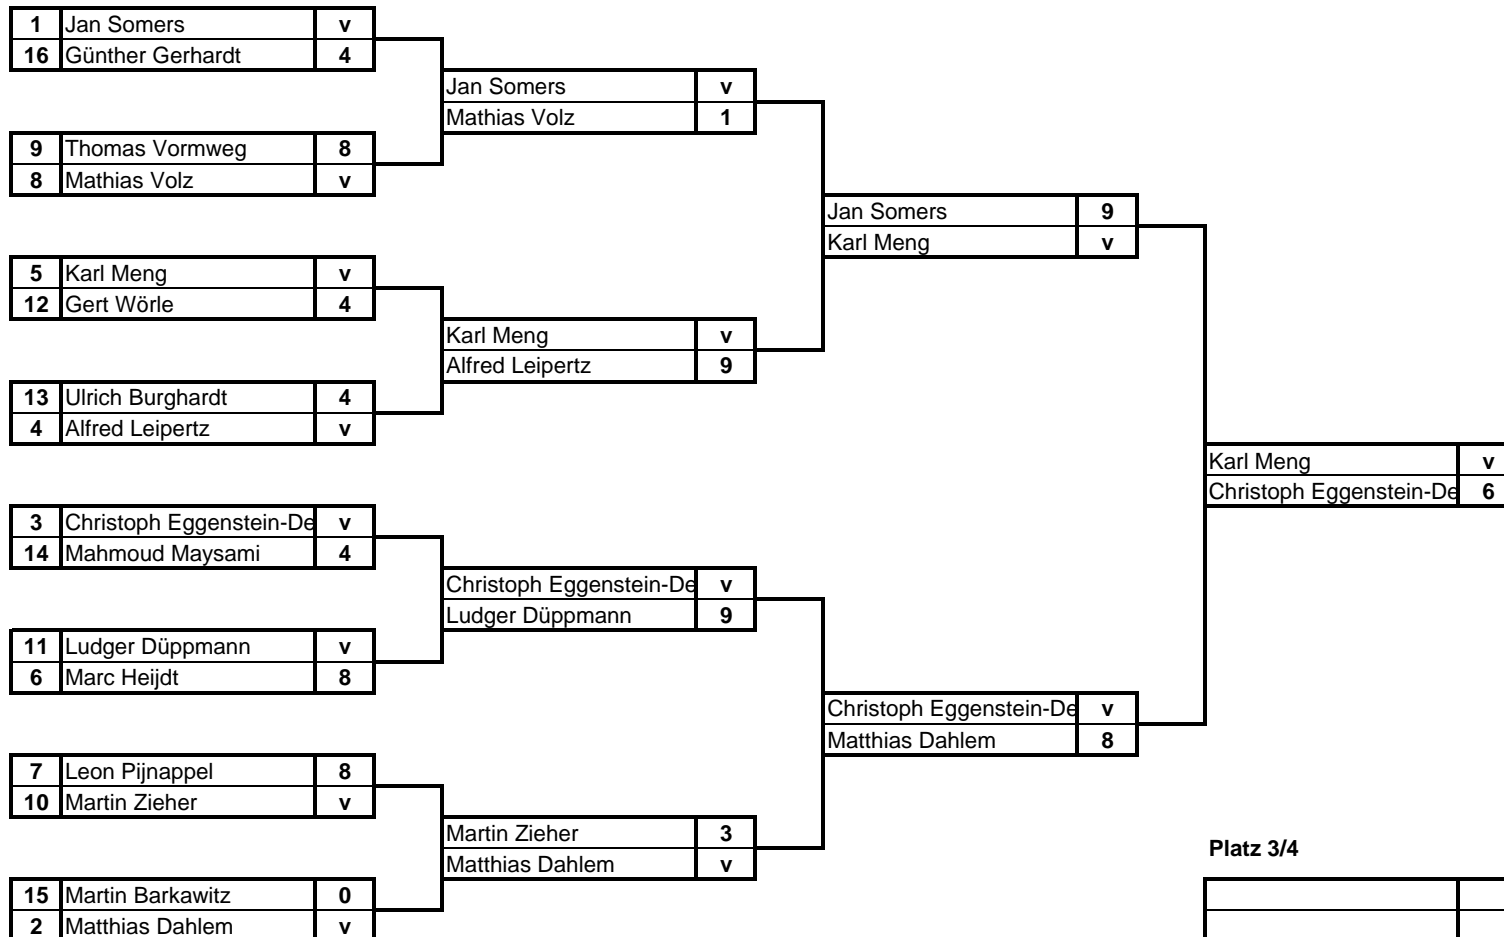 1 Jan Somers v
16 Günther Gerhardt 4
Jan Somers v
Mathias Volz 1
9 Thomas Vormweg 8
8 Mathias Volz v
Jan Somers 9
Karl Meng v
5 Karl Meng v
12 Gert Wörle 4
Karl Meng v
Alfred Leipertz 9
13 Ulrich Burghardt 4
4 Alfred Leipertz v
Karl Meng v
Christoph Eggenstein-De 6
3 Christoph Eggenstein-De v
14 Mahmoud Maysami 4
Christoph Eggenstein-De v
Ludger Düppmann 9
11 Ludger Düppmann v
6 Marc Heijdt 8
Christoph Eggenstein-De v
Matthias Dahlem 8
7 Leon Pijnappel 8
10 Martin Zieher v
Martin Zieher 3
Matthias Dahlem v
Platz 3/4
15 Martin Barkawitz 0
2 Matthias Dahlem v